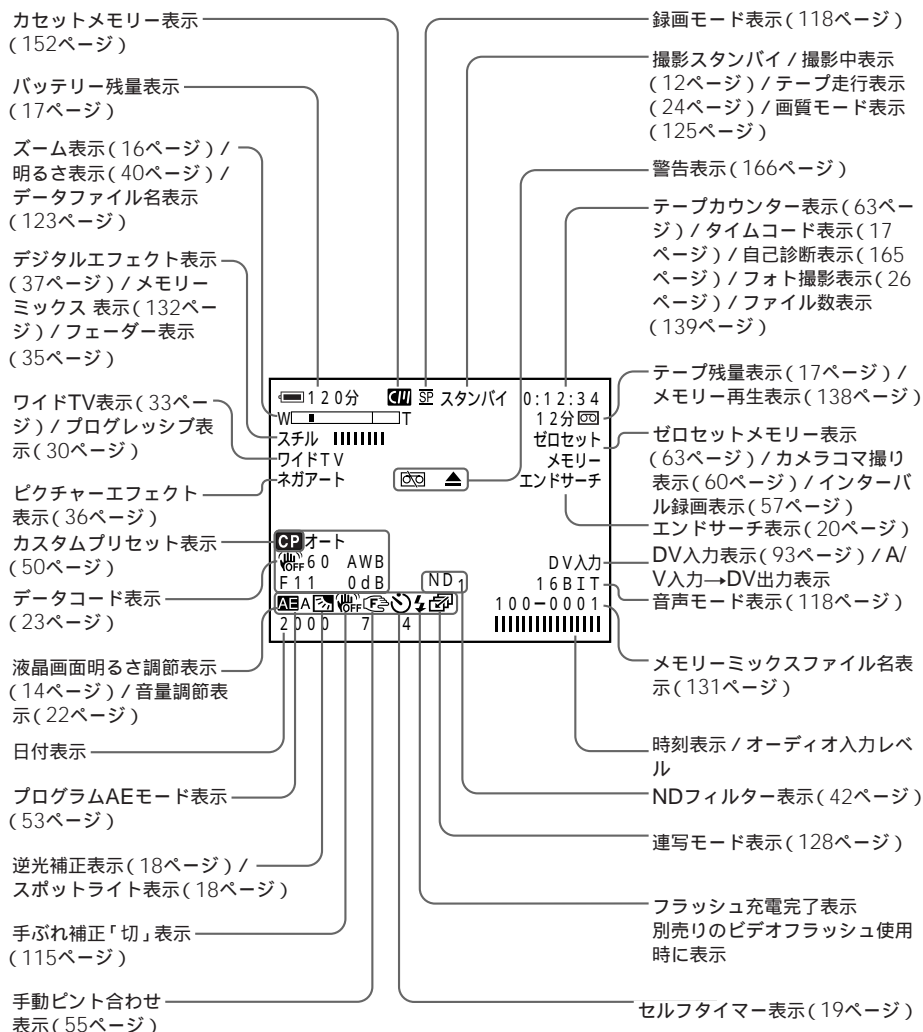 カセットメモリー表示
(152ページ)
バッテリー残量表示
(17ページ)
ズーム表示(16ページ)/
明るさ表示(40ページ)/
データファイル名表示
(123ページ)
デジタルエフェクト表示
(37ページ)/メモリー
ミックス 表示(132ペー
ジ)/フェーダー表示
(35ページ)
ワイドTV表示(33ペー
ジ)/プログレッシブ表
示(30ページ)
ピクチャーエフェクト
表示(36ページ)
カスタムプリセット表示
(50ページ)
データコード表示
(23ページ)
液晶画面明るさ調節表示
(14ページ)/音量調節表
示(22ページ)
日付表示
プログラムAEモード表示
(53ページ)
逆光補正表示(18ページ)/
スポットライト表示(18ページ)
手ぶれ補正「切」表示
(115ページ)
手動ピント合わせ
表示(55ページ)
120分 CM SP スタンバイ 0:12:34
W T 12分
スチル ゼロセット
ワイドTV メモリー
ネガアート エンドサーチ
CP オート
OFF 60 AWB DV入力
F11 0dB ND1 16BIT
AE A OFF F 100-0001
2000 7 4
録画モード表示(118ページ)
撮影スタンバイ/撮影中表示
(12ページ)/テープ走行表示
(24ページ)/画質モード表示
(125ページ)
警告表示(166ページ)
テープカウンター表示(63ペー
ジ)/タイムコード表示(17
ページ)/自己診断表示(165
ページ)/フォト撮影表示(26
ページ)/ファイル数表示
(139ページ)
テープ残量表示(17ページ)/
メモリー再生表示(138ページ)
ゼロセットメモリー表示
(63ページ)/カメラコマ撮り
表示(60ページ)/インターバ
ル録画表示(57ページ)
エンドサーチ表示(20ページ)
DV入力表示(93ページ)/A/
V入力→DV出力表示
音声モード表示(118ページ)
メモリーミックスファイル名表
示(131ページ)
時刻表示/オーディオ入力レベ
ル
NDフィルター表示(42ページ)
連写モード表示(128ページ)
フラッシュ充電完了表示
別売りのビデオフラッシュ使用
時に表示
セルフタイマー表示(19ページ)